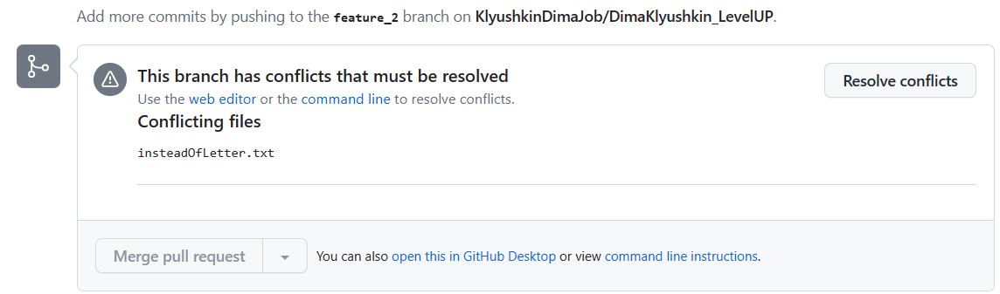 Add more commits by pushing to the feature_2 branch on KlyushkinDimaJob/DimaKlyushkin_LevelUP.
This branch has conflicts that must be resolved
Resolve conflicts
Use the web editor or the command line to resolve conflicts.
Conflicting files
insteadOfLetter.txt
Merge pull request
You can also open this in GitHub Desktop or view command line instructions.